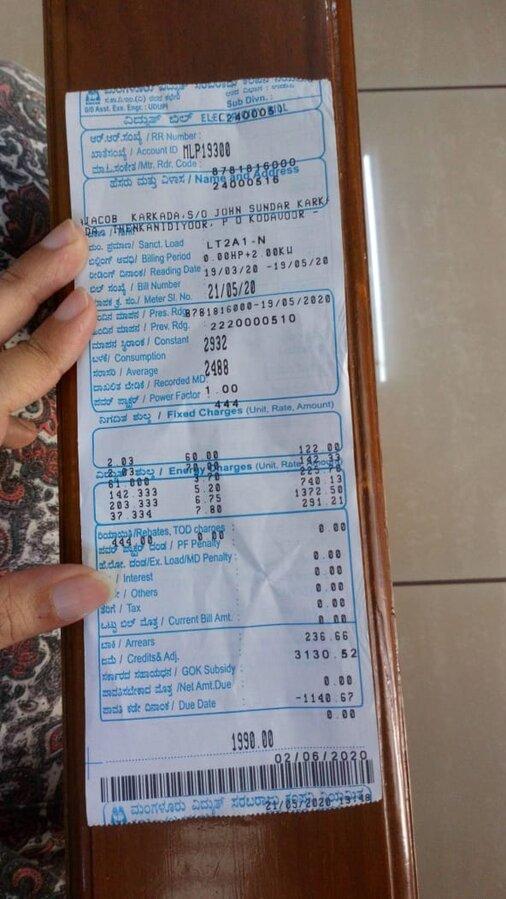 ಮಂಗಳೂರು ವಿದ್ಯುತ್ ಸರಬರಾಜು ಕಂಪನಿ
O/O Asst. Exe. Engr.: UDUPI
Sub Divn.:
ವಿದ್ಯುತ್ ಬಿಲ್ ELEC
ಆರ್.ಆರ್.ಸಂಖ್ಯೆ / RR Number :
ಖಾತೆಸಂಖ್ಯೆ / Account ID MLP19300
ಮಾ.ಓ.ಸಂಕೇತ/Mtr. Rdr. Code : 8781816000
ಹೆಸರು ಮತ್ತು ವಿಳಾಸ / Name and Address
24000516
JACOB KARKADA,S/O JOHN SUNDAR KARK
DA THENKANIDIYOOR, P O KODAVOOR -
ಮಂ. ಪ್ರಮಾಣ/ Sanct. Load LT2A1-N
ಬಿಲ್ಲಿಂಗ್ ಅವಧಿ/ Billing Period 0.00HP+2.00KW
ರೀಡಿಂಗ್ ದಿನಾಂಕ/ Reading Date 19/03/20 -19/05/20
ಬಿಲ್ ಸಂಖ್ಯೆ / Bill Number 21/05/20
ಮಾಪಕ ಕ್ರ. ಸಂ./ Meter Sl. No.
ಇಂದಿನ ಮಾಪನ / Pres. Rdg 8781816000-19/05/2020
ಹಿಂದಿನ ಮಾಪನ / Prev. Rdg. 2220000510
ಮಾಪನ ಸ್ಥಿರಾಂಕ / Constant 2932
ಬಳಕೆ/ Consumption 2488
ಸರಾಸರಿ / Average
ದಾಖಲಿತ ಬೇಡಿಕೆ / Recorded MD 1.00
ಪವರ್ ಫ್ಯಾಕ್ಟರ್ / Power Factor 444
ನಿಗದಿತ ಶುಲ್ಕ / Fixed Charges (Unit, Rate, Amount)
2.03 60.00 122.00
2.03 70.00 142.33
ವಿದ್ಯುತ್ ಶುಲ್ಕ / Energy Charges (Unit, Rate, Amount)
61.000 3.70 225.70
142.333 5.20 740.13
203.333 6.75 1372.50
37.334 7.80 291.21
ರಿಯಾಯಿತಿ/Rebates, TOD charges : 0.00
444.00 0.00
ಪವರ್ ಫ್ಯಾಕ್ಟರ್ ದಂಡ / PF Penalty
ಹೆ.ಲೋ. ದಂಡ/Ex. Load/MD Penalty : 0.00
/ Interest 0.00
/ Others 0.00
ತೆರಿಗೆ / Tax 0.00
ಒಟ್ಟು ಬಿಲ್ ಮೊತ್ತ / Current Bill Amt. : 0.00
ಬಾಕಿ / Arrears 236.66
ಜಮೆ / Credits& Adj. 3130.52
ಸರ್ಕಾರದ ಸಹಾಯಧನ / GOK Subsidy :
ಪಾವತಿಸಬೇಕಾದ ಮೊತ್ತ /Net Amt.Due 0.00
ಪಾವತಿ ಕಡೇ ದಿನಾಂಕ / Due Date -1140.67
0.00
1990.00
02/06/2020
ಮಂಗಳೂರು ವಿದ್ಯುತ್ ಸರಬರಾಜು ಕಂಪನಿ ನಿಯಮಿತ
21/05/2020 13:48